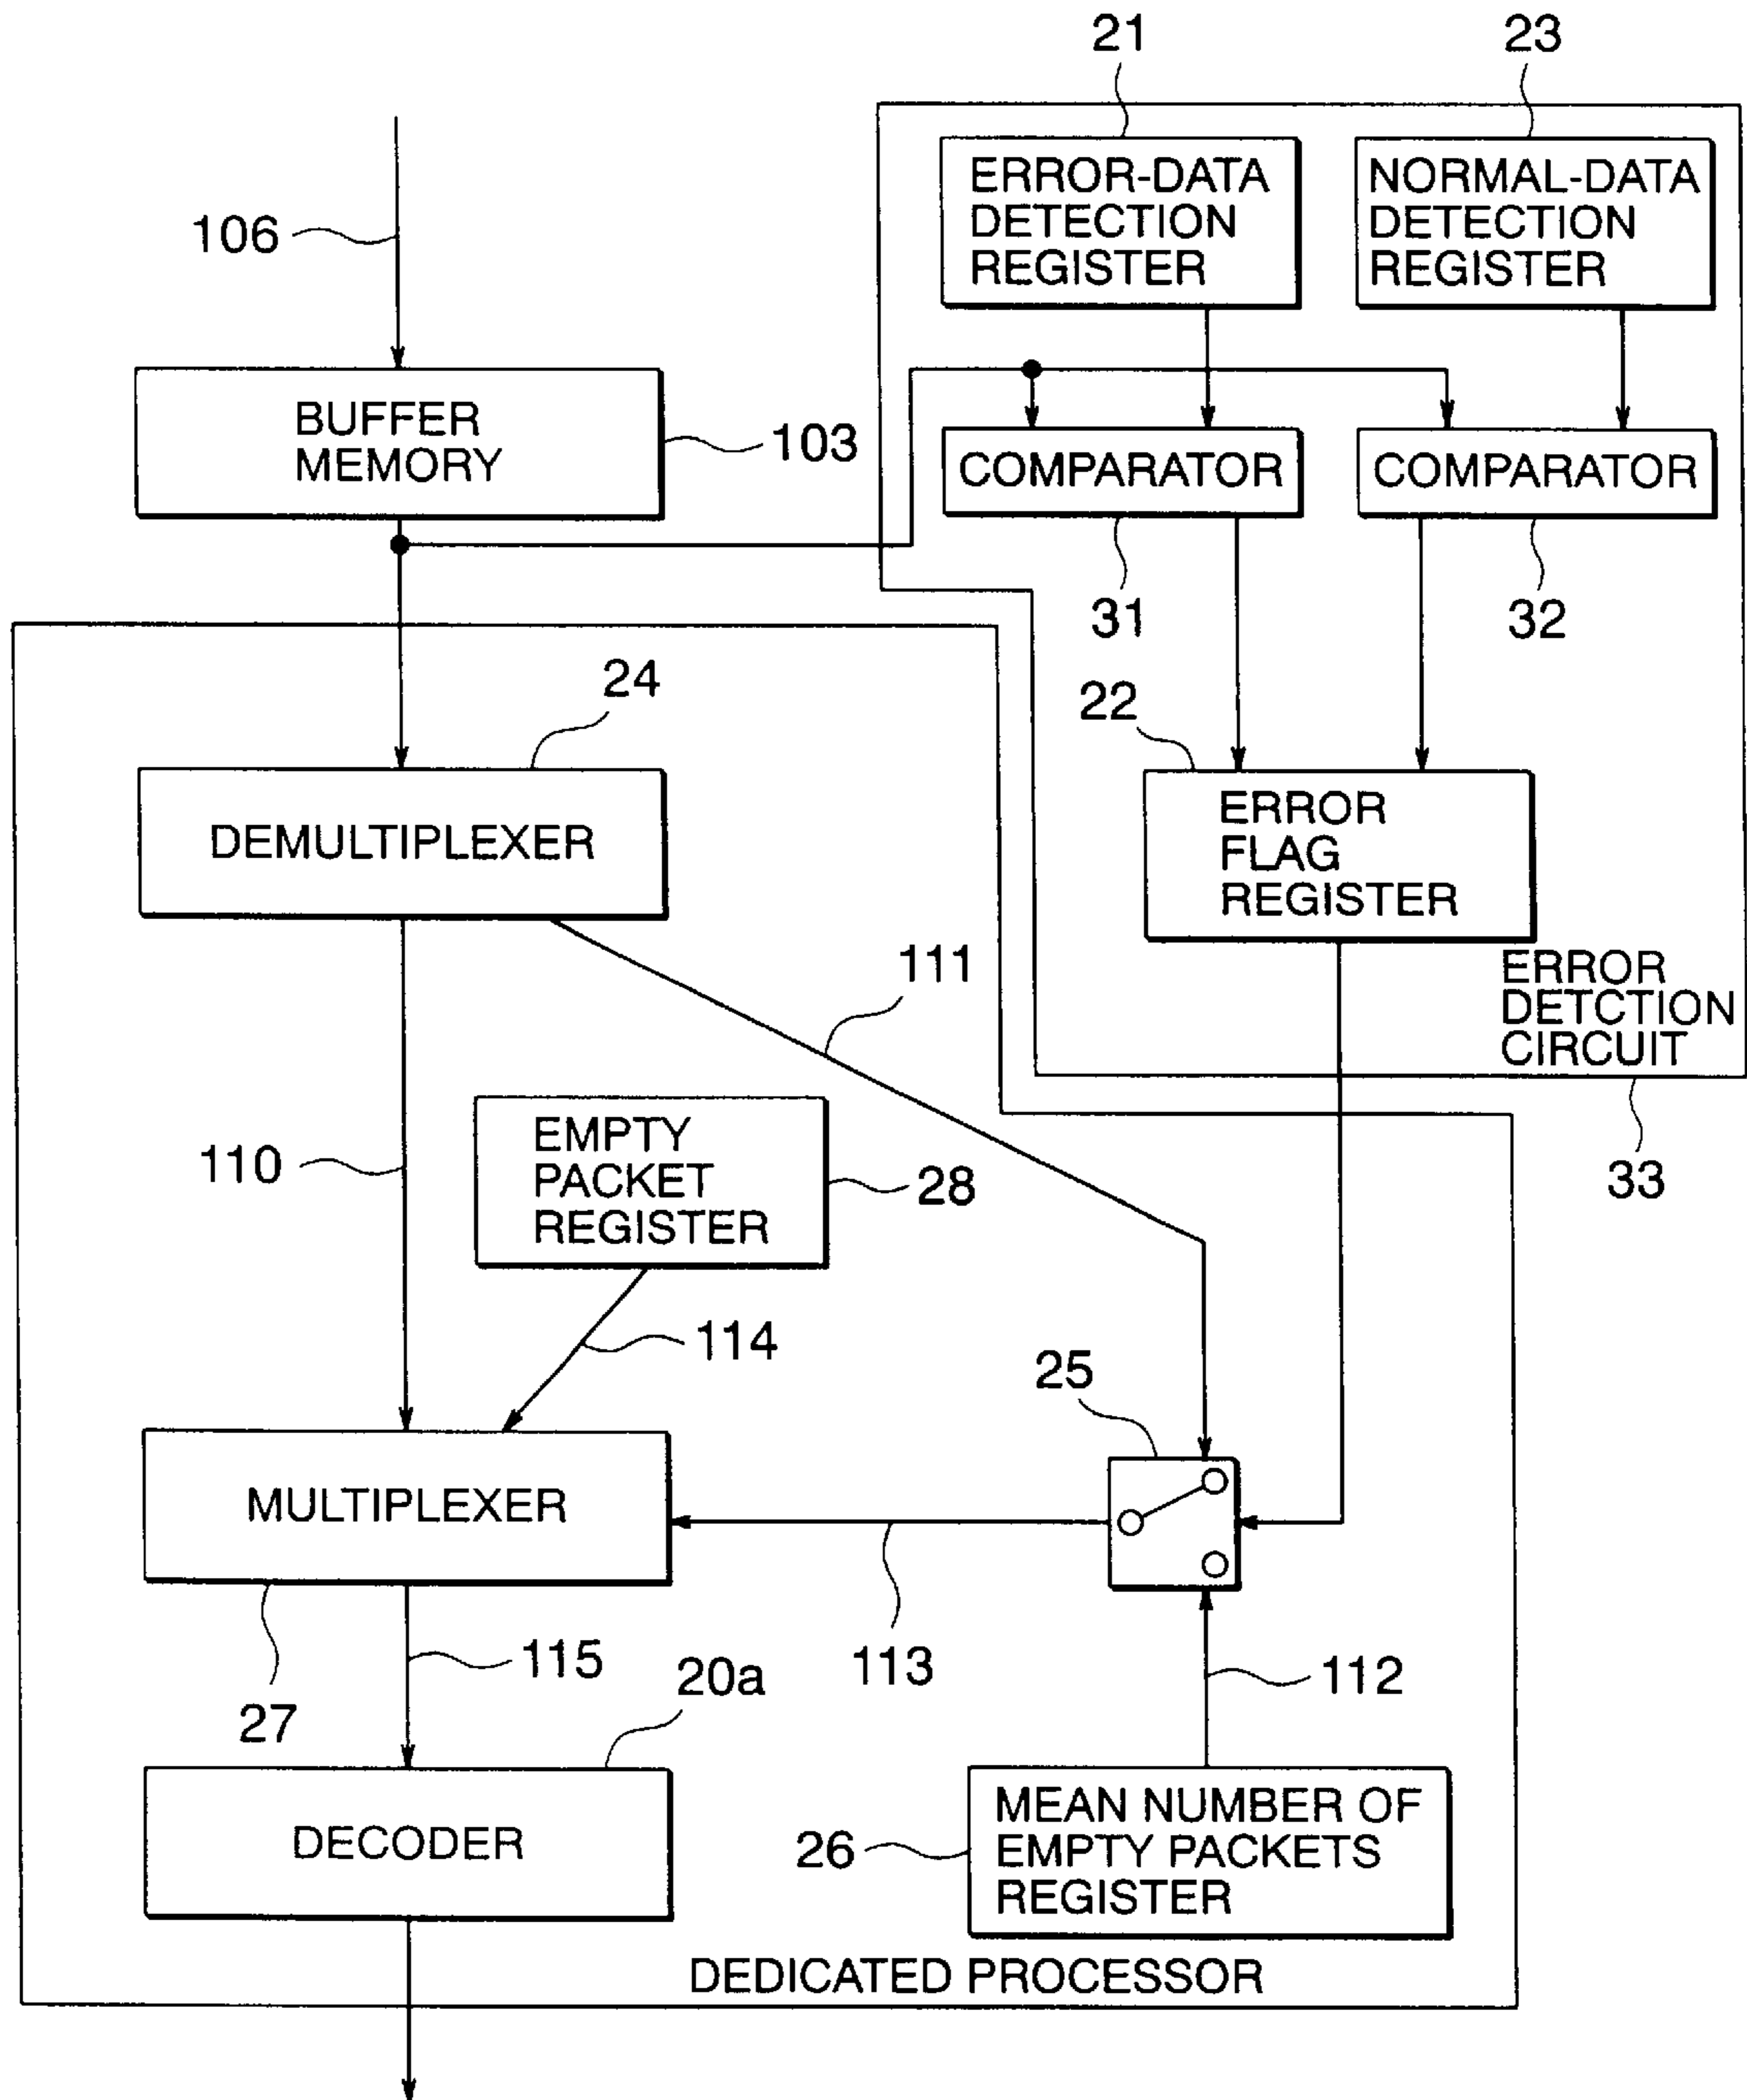 21
23
ERROR-DATA
DETECTION
REGISTER
NORMAL-DATA
DETECTION
REGISTER
106
BUFFER
MEMORY
103
COMPARATOR
COMPARATOR
31
32
24
22
DEMULTIPLEXER
ERROR
FLAG
REGISTER
111
ERROR
DETCTION
CIRCUIT
33
110
EMPTY
PACKET
REGISTER
28
114
25
MULTIPLEXER
113
115
112
27
20a
DECODER
26
MEAN NUMBER OF
EMPTY PACKETS
REGISTER
DEDICATED PROCESSOR